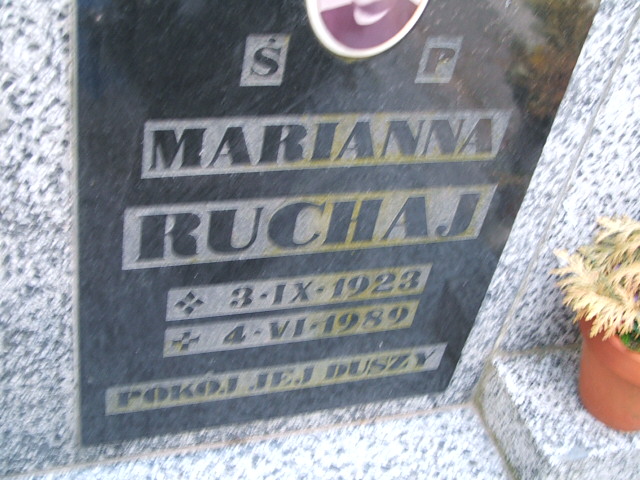 Ś P
MARIANNA
RUCHAJ
3·IX·1923
4·VI·1989
POKÓJ JEJ DUSZY